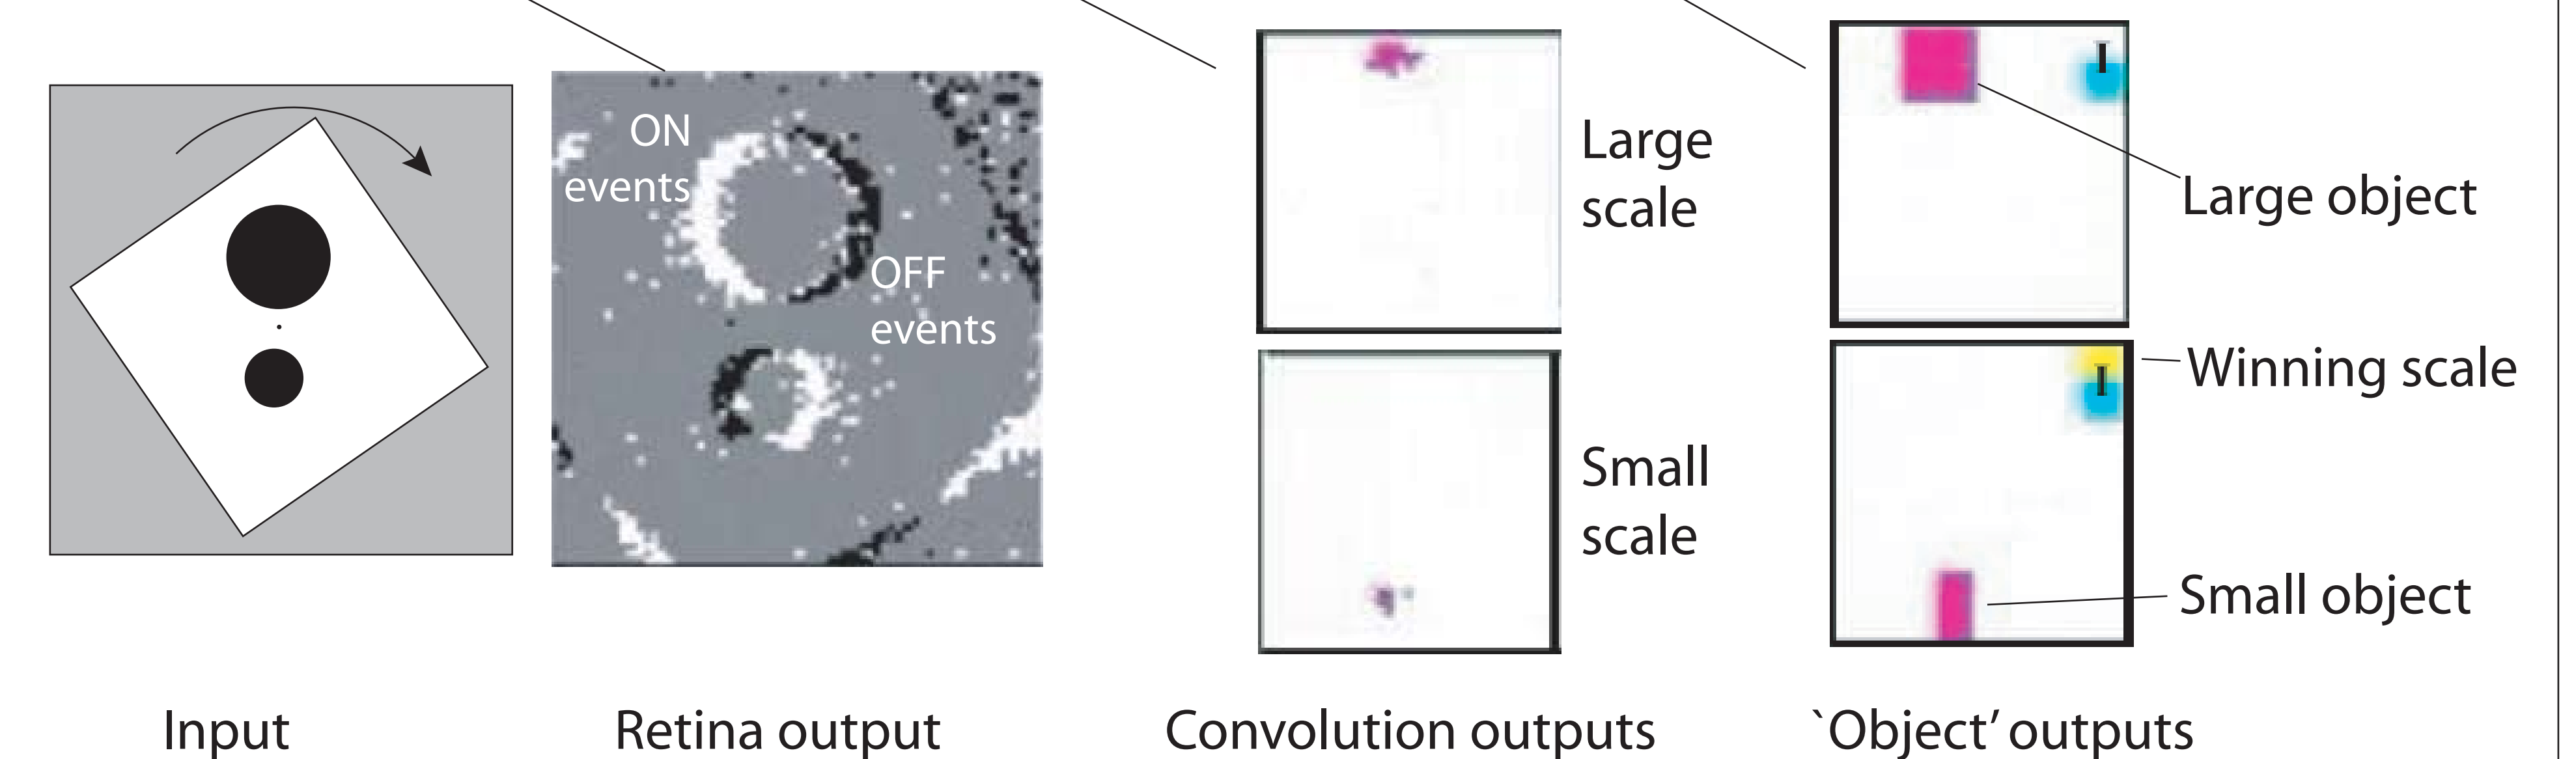 ON
events
OFF
events
Large
scale
Small
scale
Large object
Winning scale
Small object
Input
Retina output
Convolution outputs
`Object' outputs